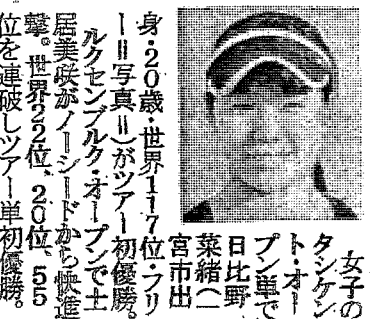 女子の
タシケン
ト・オー
プン単で
日比野
菜緒(一
宮市出
身・20歳・世界117位・フリ
ー＝写真＝)がツアー初優勝。
ルクセンブルク・オープンで土
居美咲がノーシードから快進
撃。世界22位、20位、55
位を連破しツアー単初優勝。